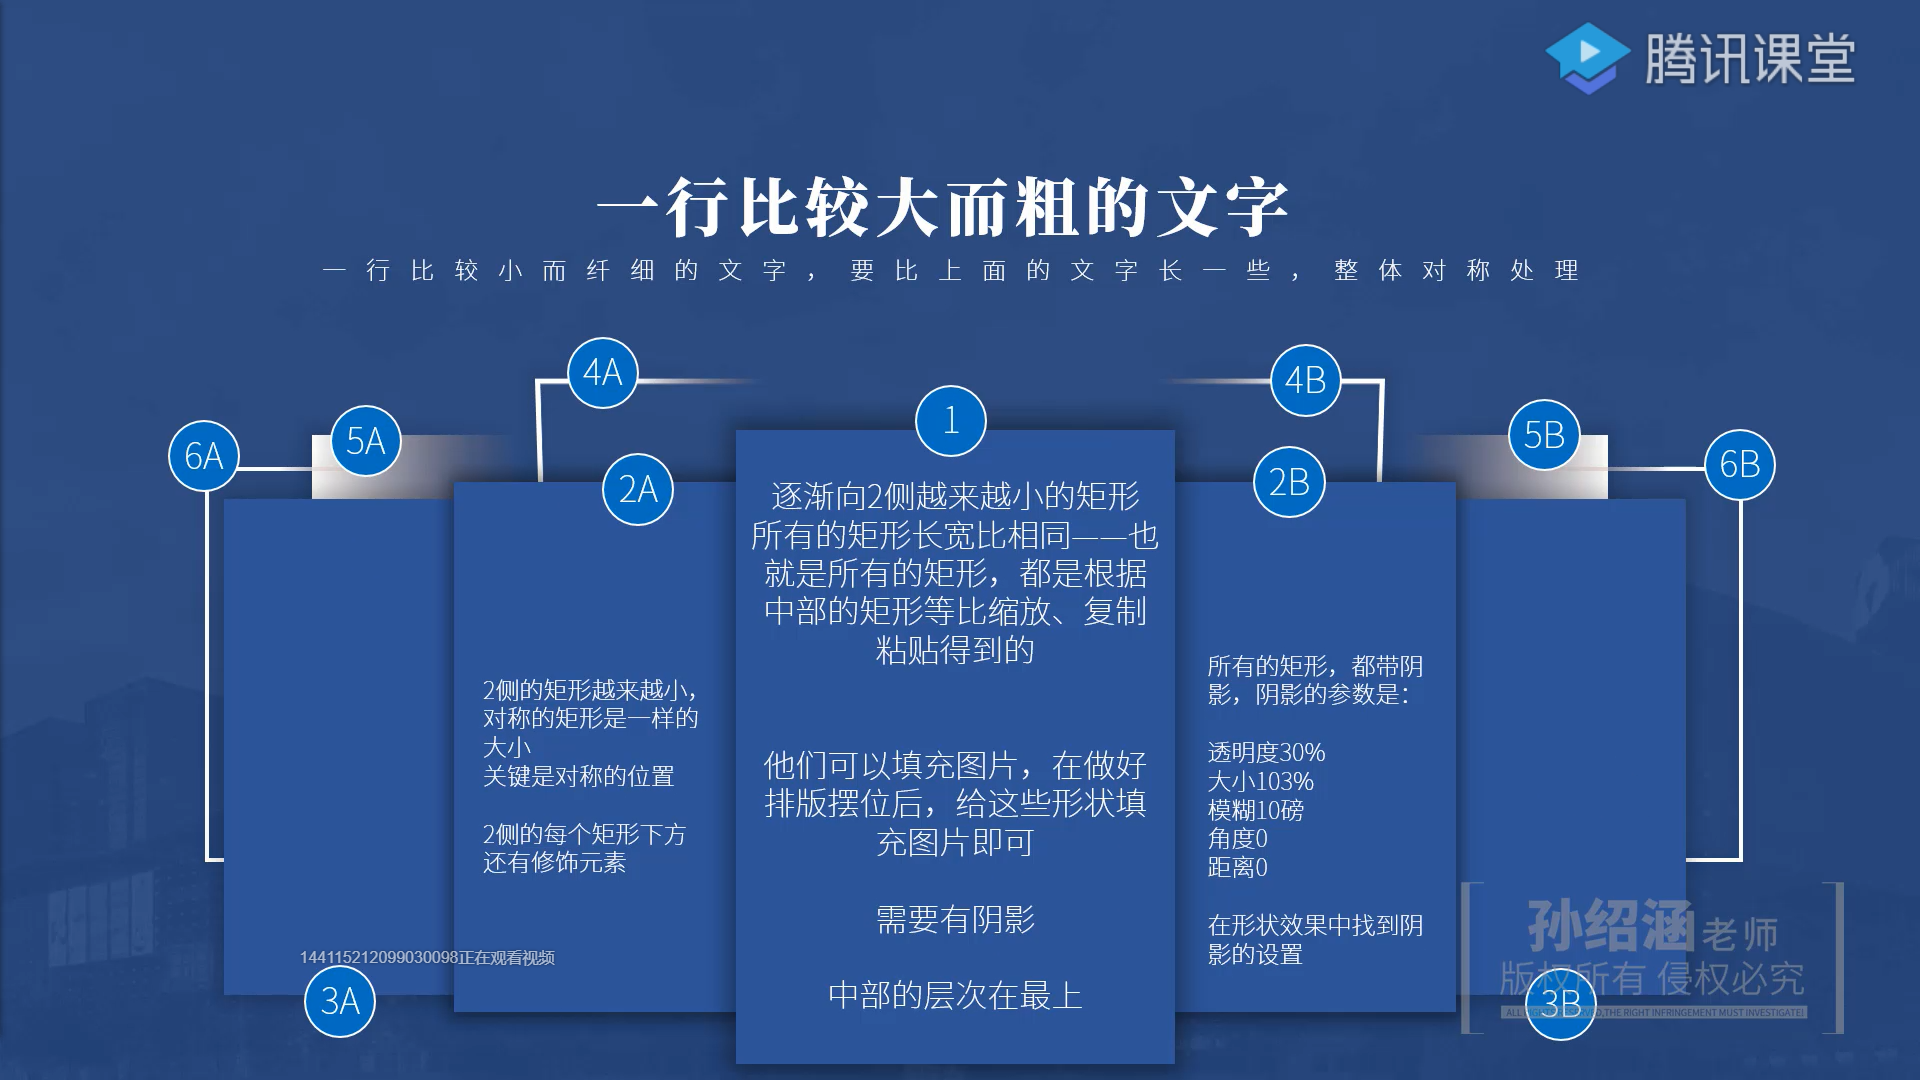 腾讯课堂
一行比较大而粗的文字
一行比较小而纤细的文字，要比上面的文字长一些，整体对称处理
4A
4B
1
5A
5B
6A
6B
2A
2B
逐渐向2侧越来越小的矩形
所有的矩形长宽比相同——也
就是所有的矩形，都是根据
中部的矩形等比缩放、复制
粘贴得到的
他们可以填充图片，在做好
排版摆位后，给这些形状填
充图片即可
需要有阴影
中部的层次在最上
2侧的矩形越来越小，
对称的矩形是一样的
大小
关键是对称的位置
2侧的每个矩形下方
还有修饰元素
所有的矩形，都带阴
影，阴影的参数是：
透明度30%
大小103%
模糊10磅
角度0
距离0
在形状效果中找到阴
影的设置
144115212099030098正在观看视频
3A
3B
孙绍涵老师
版权所有 侵权必究
ALL RIGHTS RESERVED,THE RIGHT INFRINGEMENT MUST INVESTIGATE!